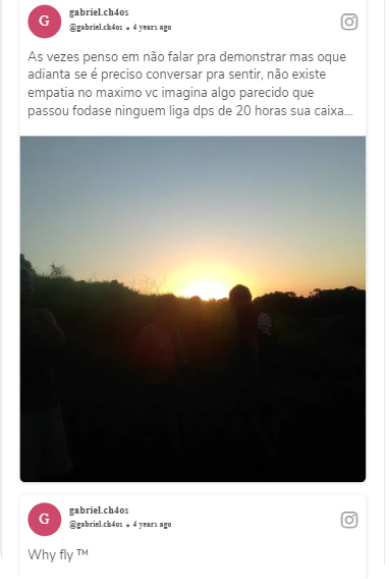 G
gabriel.ch4os
@gabriel.ch4os • 4 years ago
As vezes penso em não falar pra demonstrar mas oque
adianta se é preciso conversar pra sentir, não existe
empatia no maximo vc imagina algo parecido que
passou fodase ninguem liga dps de 20 horas sua caixa...
G
gabriel.ch4os
@gabriel.ch4os • 4 years ago
Why fly ™